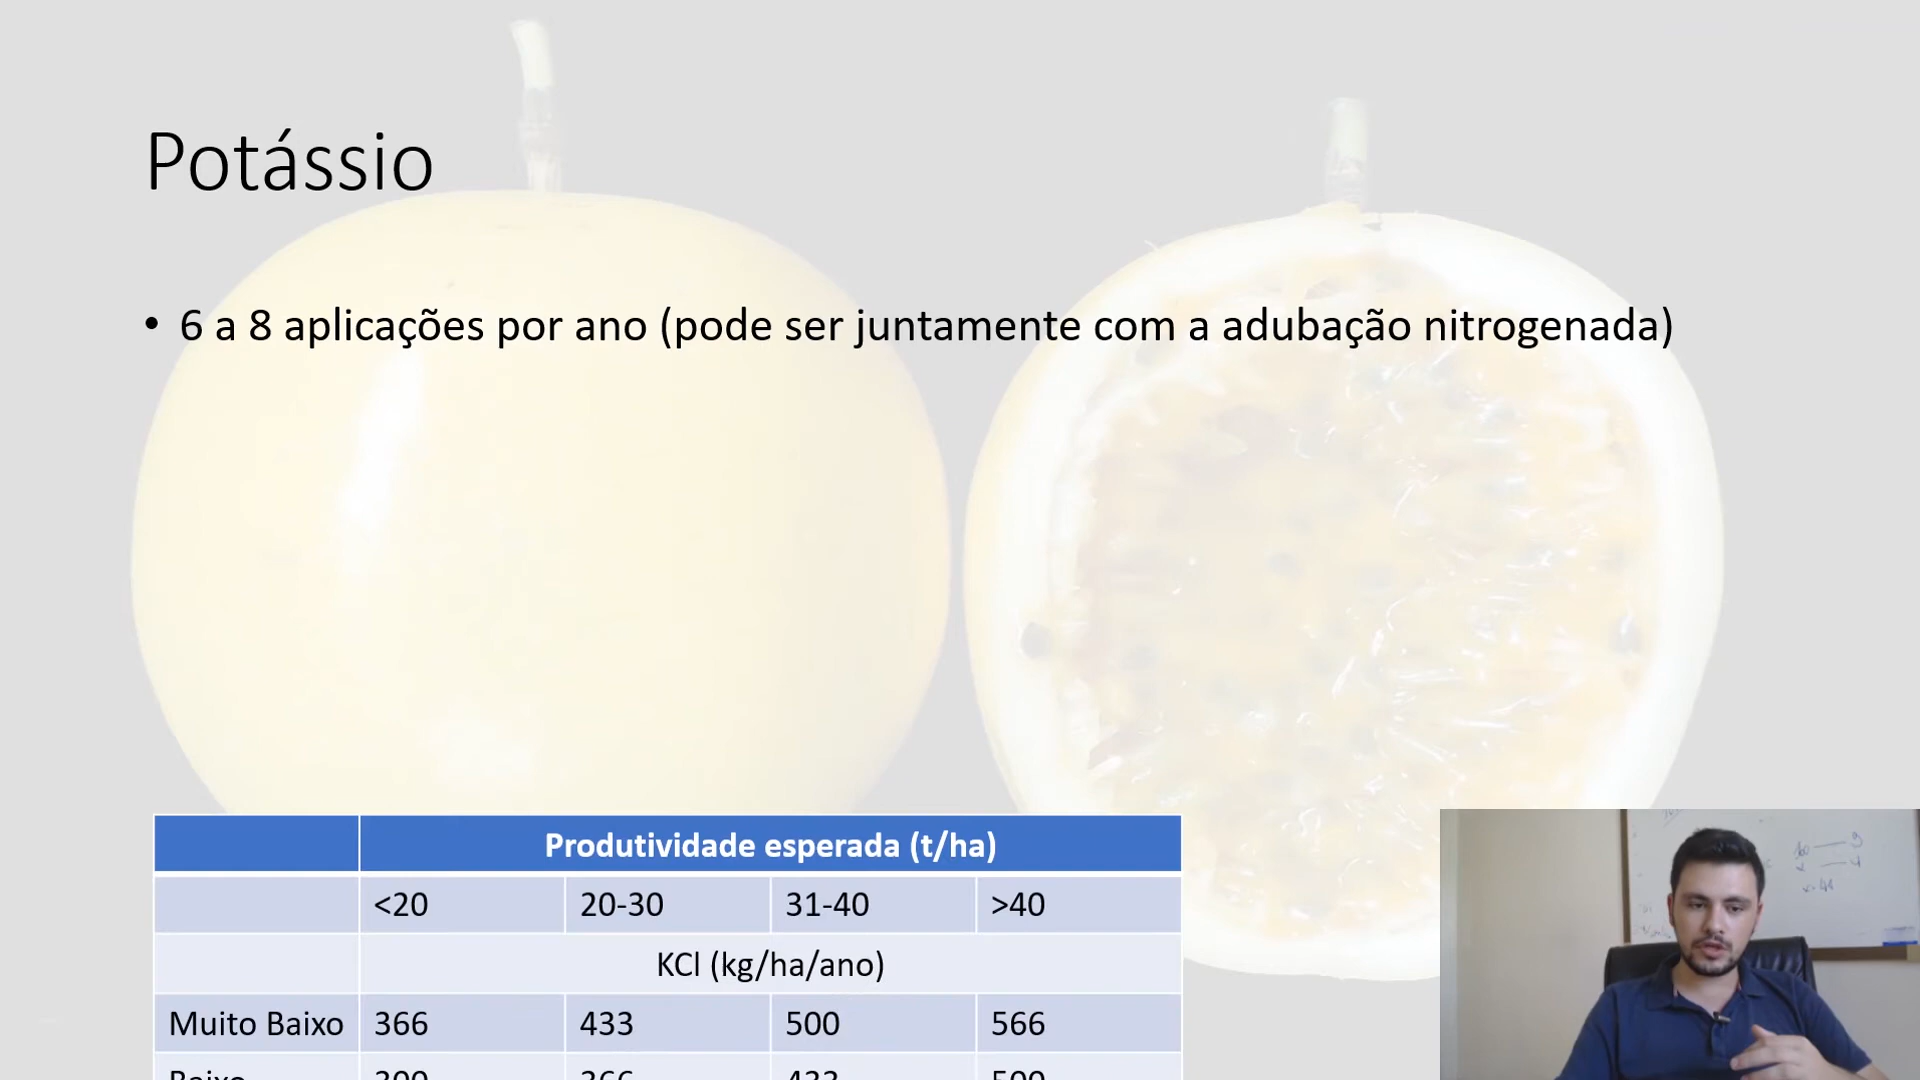 Potássio
• 6 a 8 aplicações por ano (pode ser juntamente com a adubação nitrogenada)
Produtividade esperada (t/ha)
<20 20-30 31-40 >40
KCl (kg/ha/ano)
Muito Baixo 366 433 500 566
Baixo 300 366 433 500